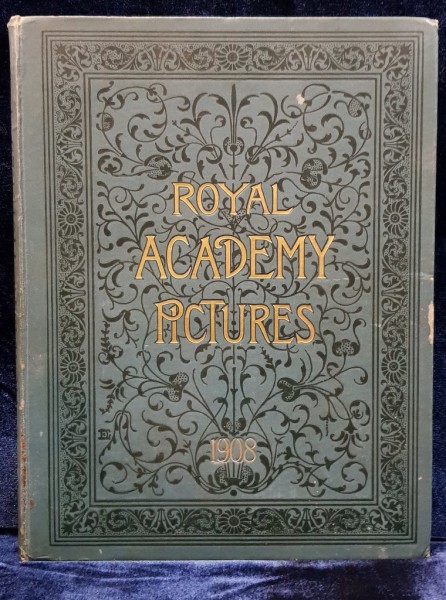 ROYAL
ACADEMY
PICTURES
1908